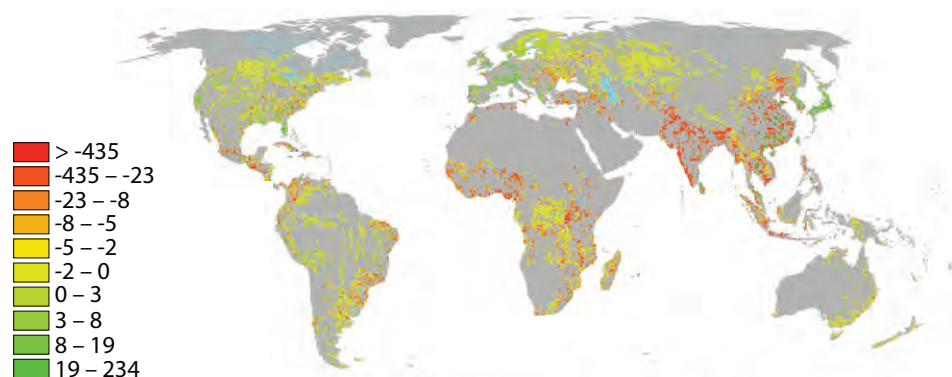 > -435
-435 – -23
-23 – -8
-8 – -5
-5 – -2
-2 – 0
0 – 3
3 – 8
8 – 19
19 – 234